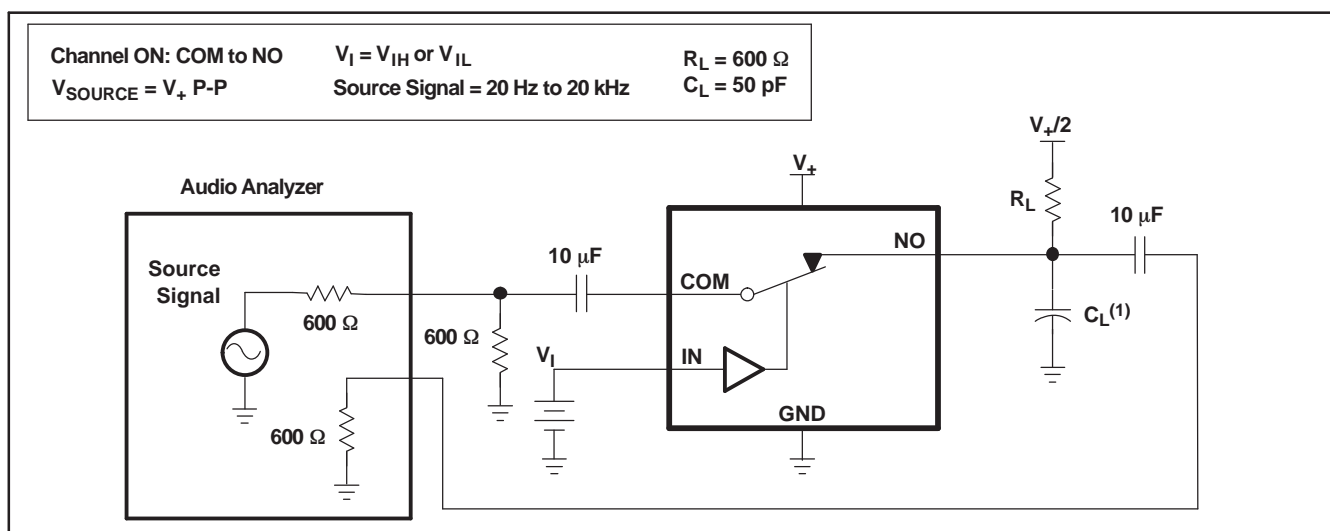 Channel ON: COM to NO
V_I = V_IH or V_IL
R_L = 600 Ω
V_SOURCE = V_+ P-P
Source Signal = 20 Hz to 20 kHz
C_L = 50 pF
V_+/2
V_+
Audio Analyzer
R_L
10 μF
NO
10 μF
Source
Signal
COM
600 Ω
600 Ω
C_L^(1)
V_I
IN
GND
600 Ω